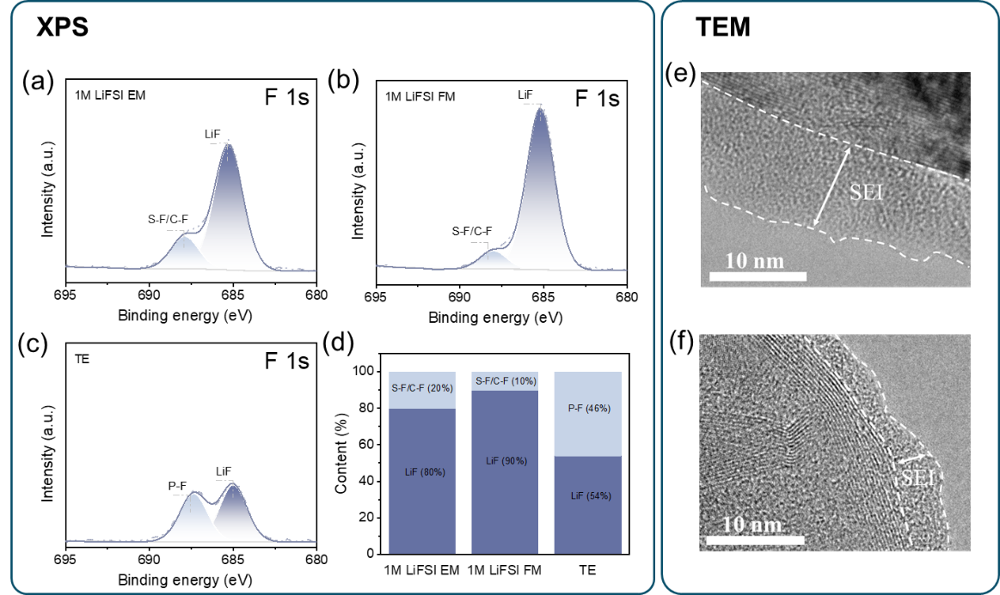 XPS
(a)
1M LiFSI EM
F 1s
LiF
S-F/C-F
Intensity (a.u.)
695
690
685
680
Binding energy (eV)
(b)
1M LiFSI FM
F 1s
LiF
S-F/C-F
Intensity (a.u.)
695
690
685
680
Binding energy (eV)
(c)
TE
F 1s
P-F
LiF
Intensity (a.u.)
695
690
685
680
Binding energy (eV)
(d)
Content (%)
100
80
60
40
20
0
S-F/C-F (20%)
LiF (80%)
S-F/C-F (10%)
LiF (90%)
P-F (46%)
LiF (54%)
1M LiFSI EM
1M LiFSI FM
TE
TEM
(e)
SEI
10 nm
(f)
SEI
10 nm